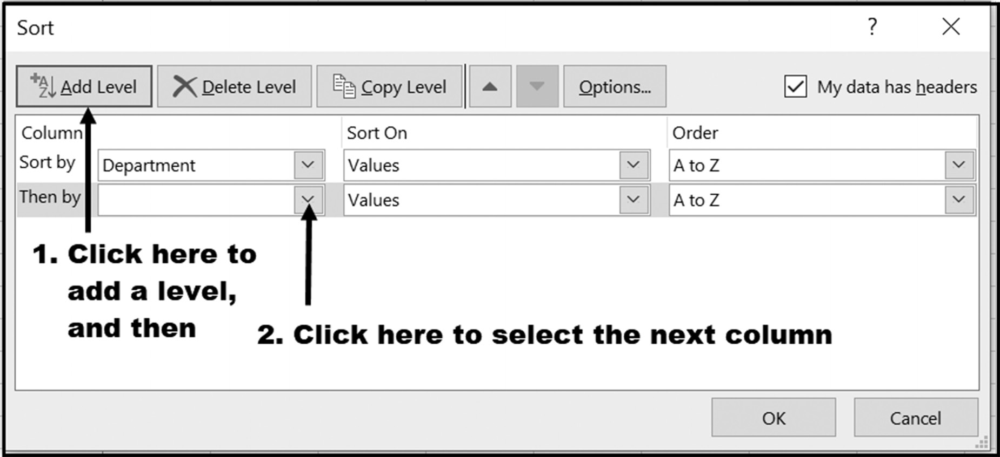 Sort ?
Add Level Delete Level Copy Level Options... My data has headers
Column Sort On Order
Sort by Department Values A to Z
Then by Values A to Z
1. Click here to
add a level,
and then
2. Click here to select the next column
OK Cancel